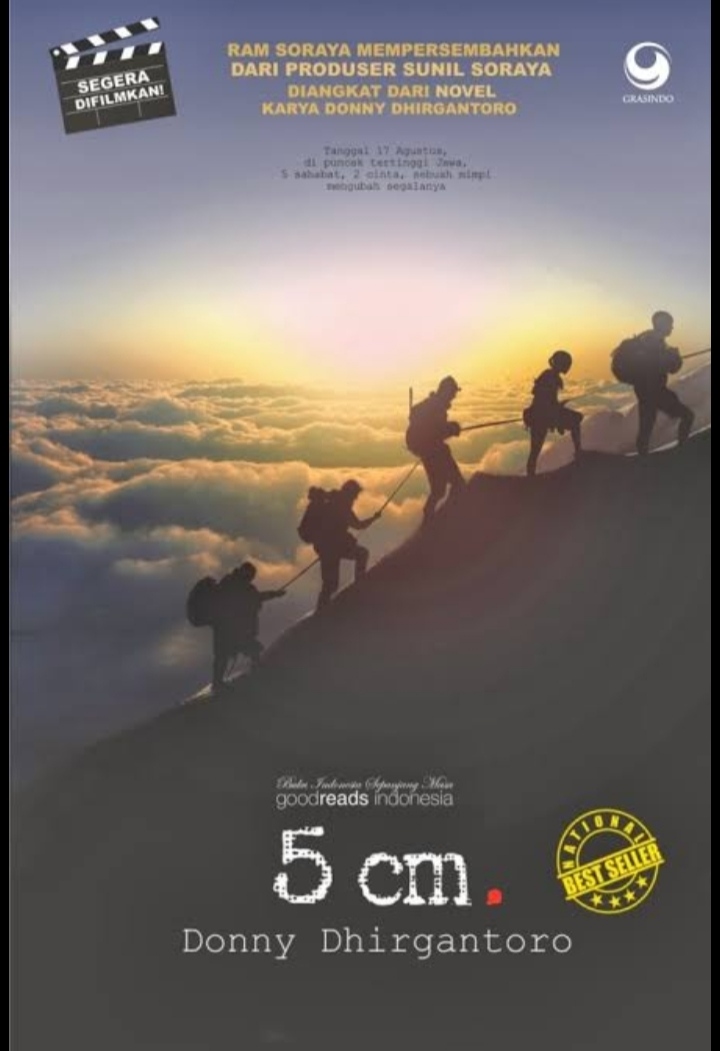 SEGERA
DIFILMKAN!
RAM SORAYA MEMPERSEMBAHKAN
DARI PRODUSER SUNIL SORAYA
DIANGKAT DARI NOVEL
KARYA DONNY DHIRGANTORO
GRASINDO
Tanggal 17 Agustus,
di puncak tertinggi Jawa,
5 sahabat, 2 cinta, sebuah mimpi
mengubah segalanya
Buku Indonesia Sepanjang Masa
goodreads indonesia
5 cm.
NATIONAL
BEST SELLER
Donny Dhirgantoro